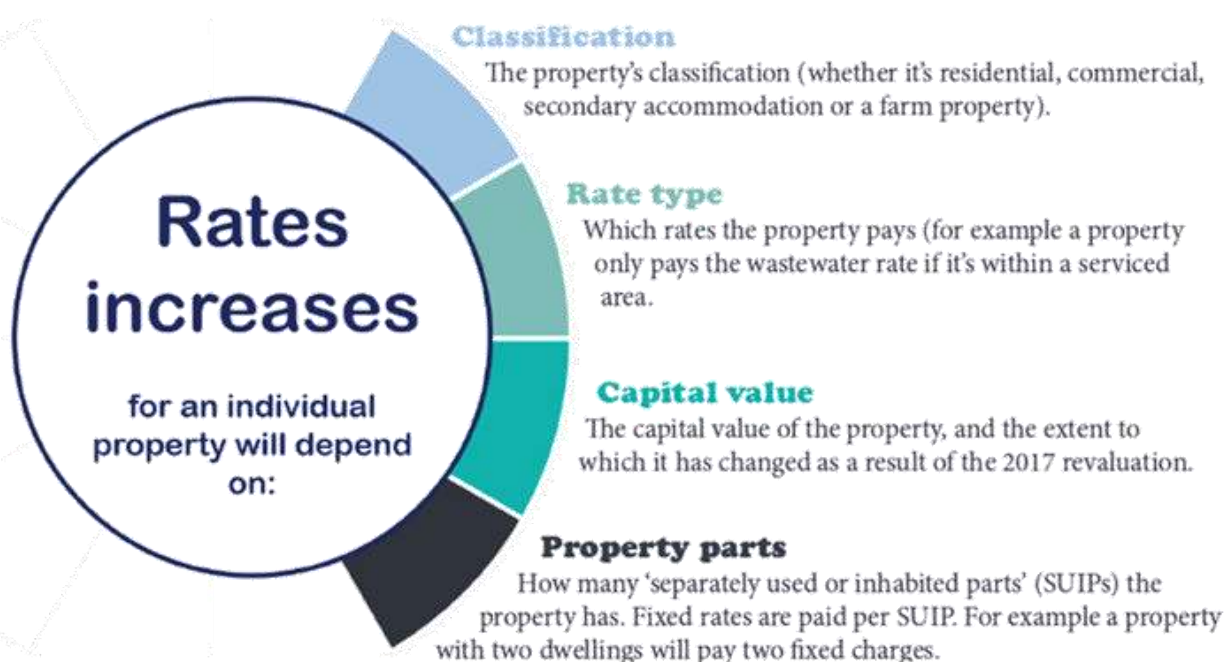 Rates
increases
for an individual
property will depend
on:
Classification
The property's classification (whether it's residential, commercial,
secondary accommodation or a farm property).
Rate type
Which rates the property pays (for example a property
only pays the wastewater rate if it's within a serviced
area.
Capital value
The capital value of the property, and the extent to
which it has changed as a result of the 2017 revaluation.
Property parts
How many ‘separately used or inhabited parts’ (SUIPs) the
property has. Fixed rates are paid per SUIP. For example a property
with two dwellings will pay two fixed charges.